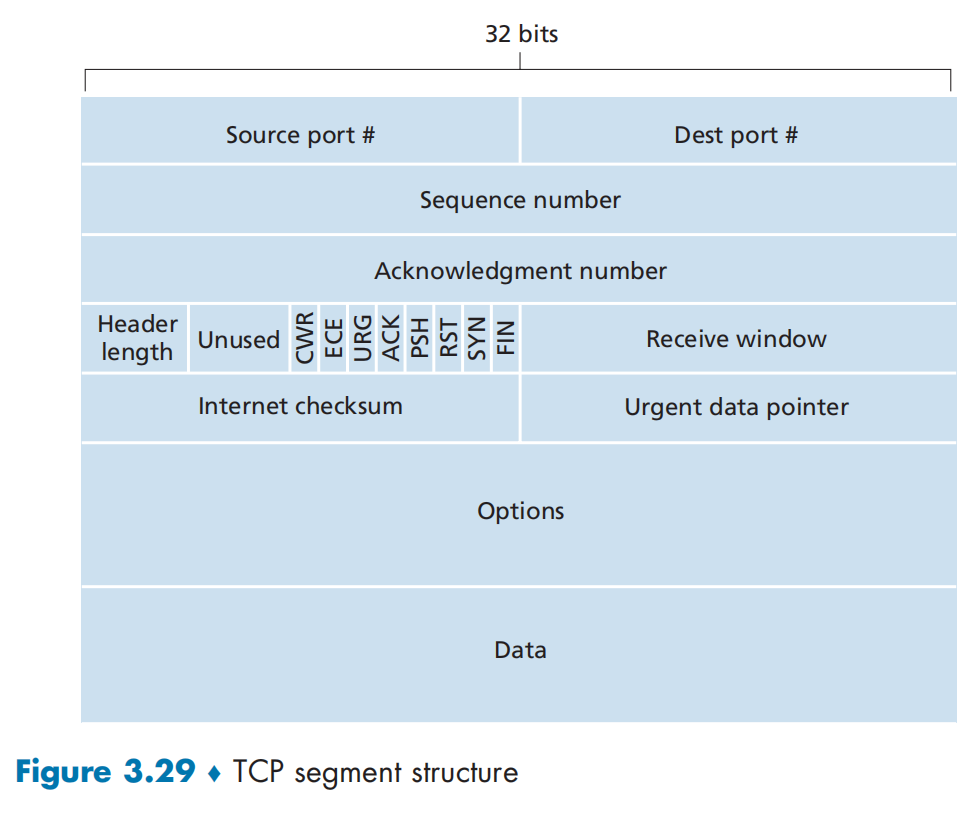 32 bits
Source port #
Dest port #
Sequence number
Acknowledgment number
Header
length
Unused
CWR
ECE
URG
ACK
PSH
RST
SYN
FIN
Receive window
Internet checksum
Urgent data pointer
Options
Data
Figure 3.29 ♦ TCP segment structure